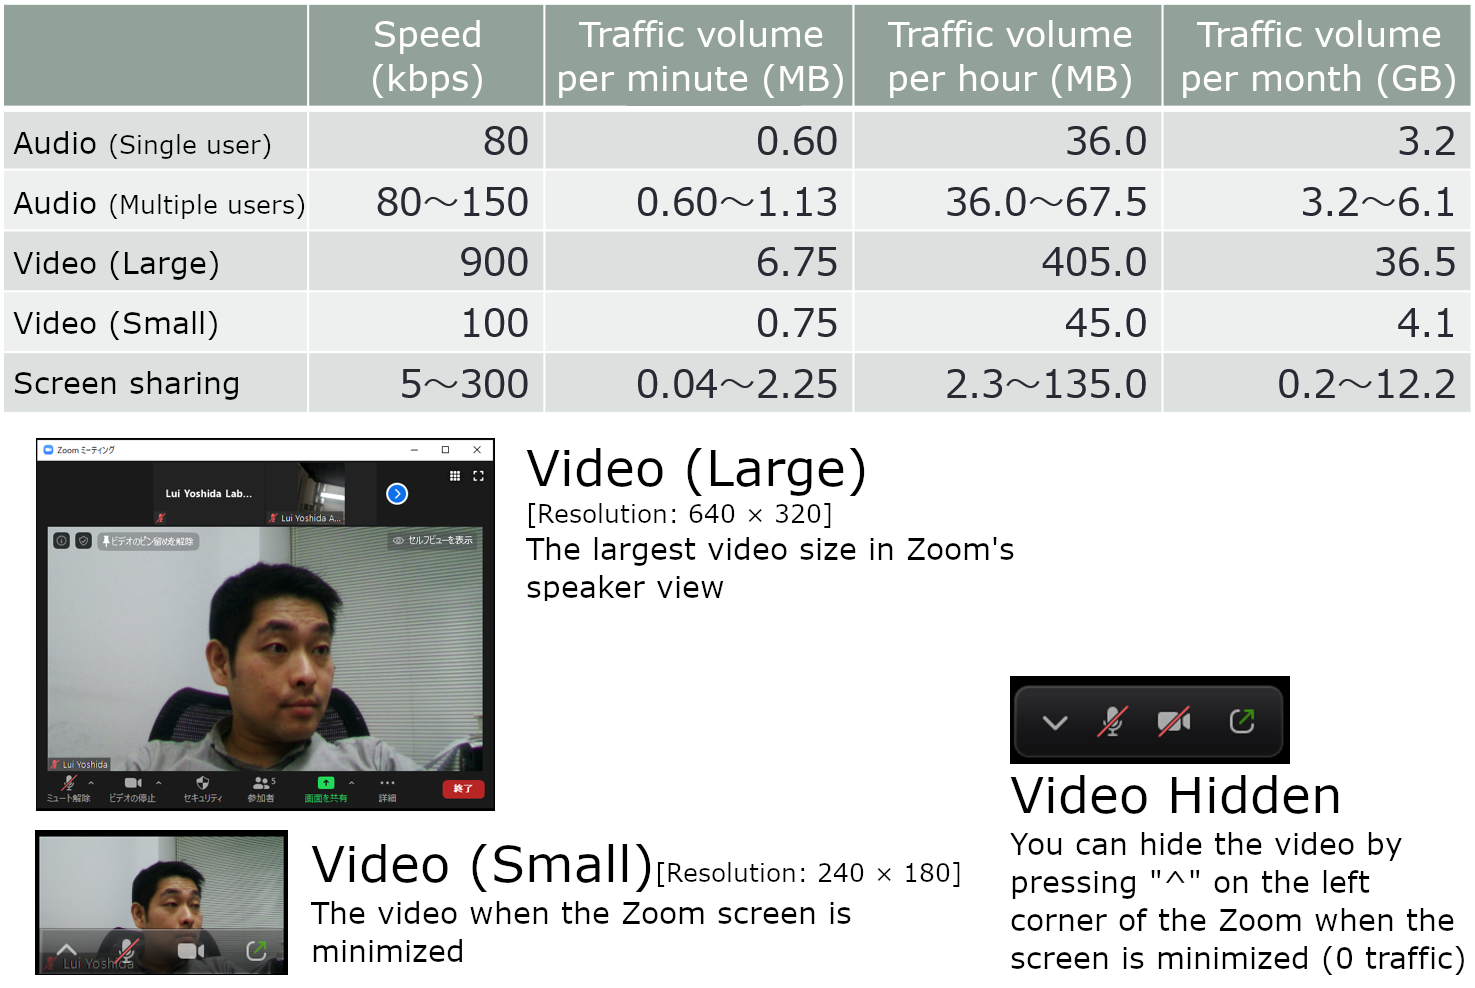 Speed (kbps)
Traffic volume per minute (MB)
Traffic volume per hour (MB)
Traffic volume per month (GB)
Audio (Single user) 80 0.60 36.0 3.2
Audio (Multiple users) 80～150 0.60～1.13 36.0～67.5 3.2～6.1
Video (Large) 900 6.75 405.0 36.5
Video (Small) 100 0.75 45.0 4.1
Screen sharing 5～300 0.04～2.25 2.3～135.0 0.2～12.2
Zoom ミーティング
Lui Yoshida Lab...
Lui Yoshida A...
ビデオのピン留めを解除
セルフビューを表示
Lui Yoshida
ミュート解除 ビデオの停止 セキュリティ 参加者 5 画面を共有 詳細 終了
Video (Large)
[Resolution: 640 × 320]
The largest video size in Zoom's
speaker view
Lui Yoshida
Video (Small)[Resolution: 240 × 180]
The video when the Zoom screen is
minimized
Video Hidden
You can hide the video by
pressing "^" on the left
corner of the Zoom when the
screen is minimized (0 traffic)